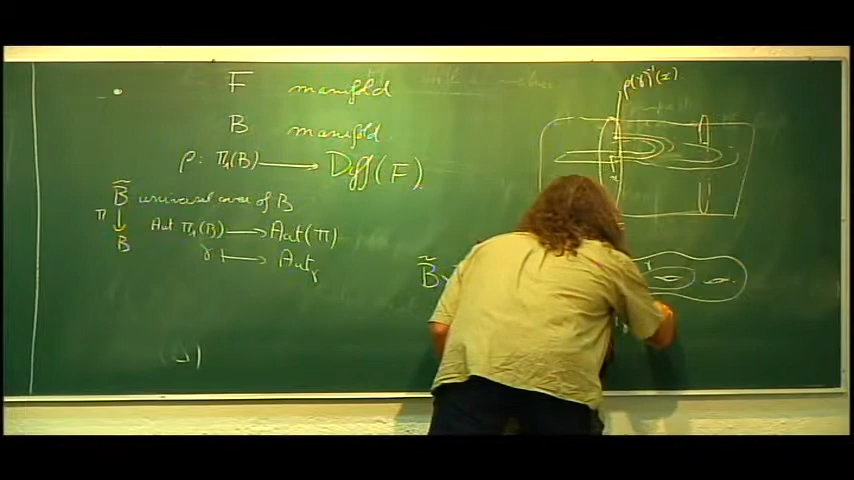 F manifold
B manifold.
ρ: π₁(B) ⟶ Diff(F)
B̃ universal cover of B
π ↓ Aut π₁(B) ⟶ Aut(π)
B γ ⟼ Aut_γ
ρ(γ)⁻¹(x)
x
B̃
γ